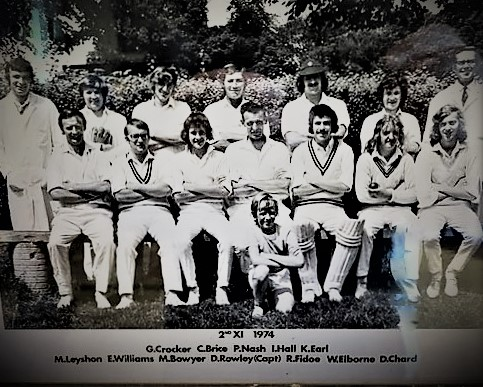 2ND XI 1974
G.Crocker C.Brice P.Nash I.Hall K.Earl
M.Leyshon E.Williams M.Bowyer D.Rowley(Capt) R.Fidoe W.Elborne D.Chard